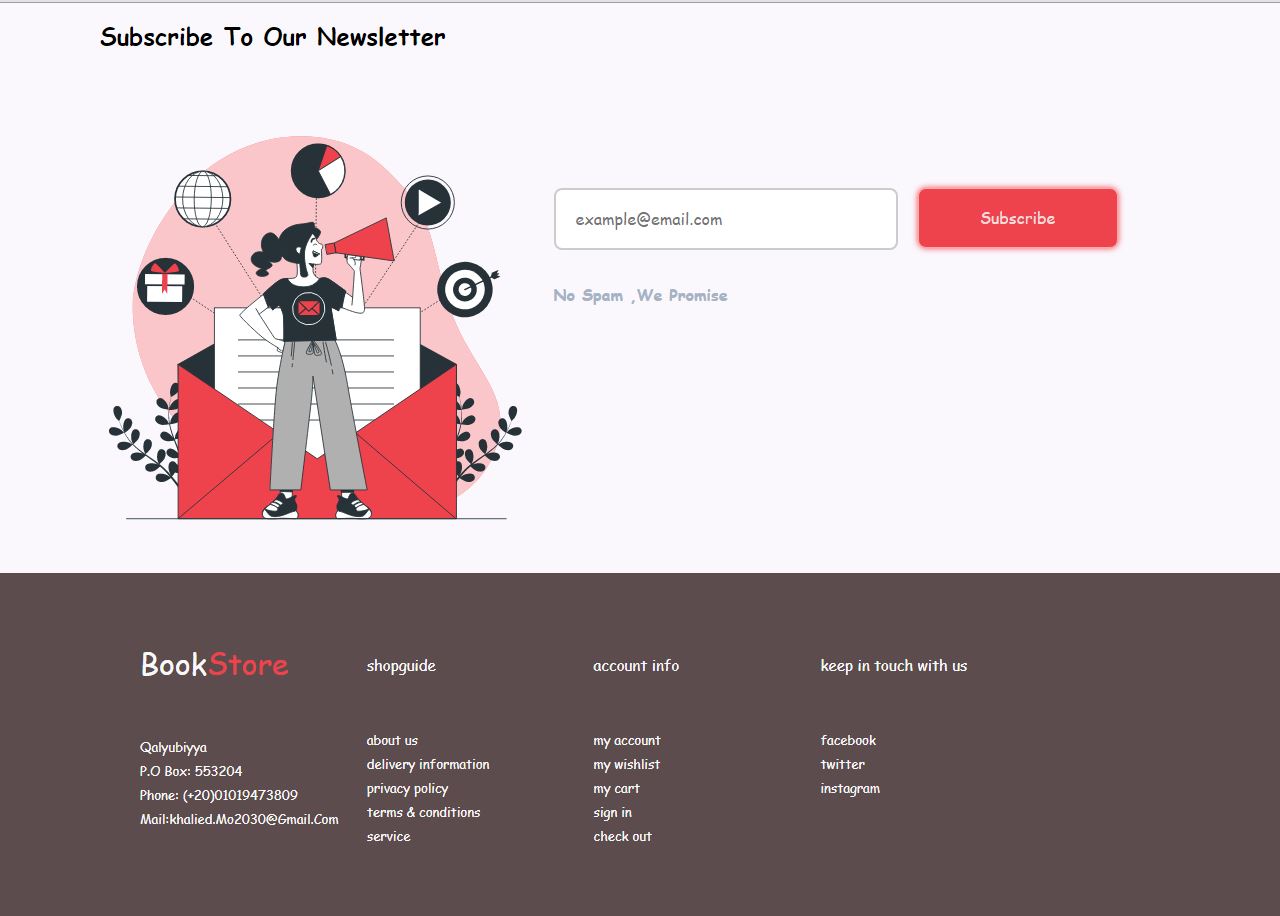 Subscribe To Our Newsletter
example@email.com
Subscribe
No Spam ,We Promise
BookStore
Qalyubiyya
P.O Box: 553204
Phone: (+20)01019473809
Mail:khalied.Mo2030@Gmail.Com
shopguide
about us
delivery information
privacy policy
terms & conditions
service
account info
my account
my wishlist
my cart
sign in
check out
keep in touch with us
facebook
twitter
instagram